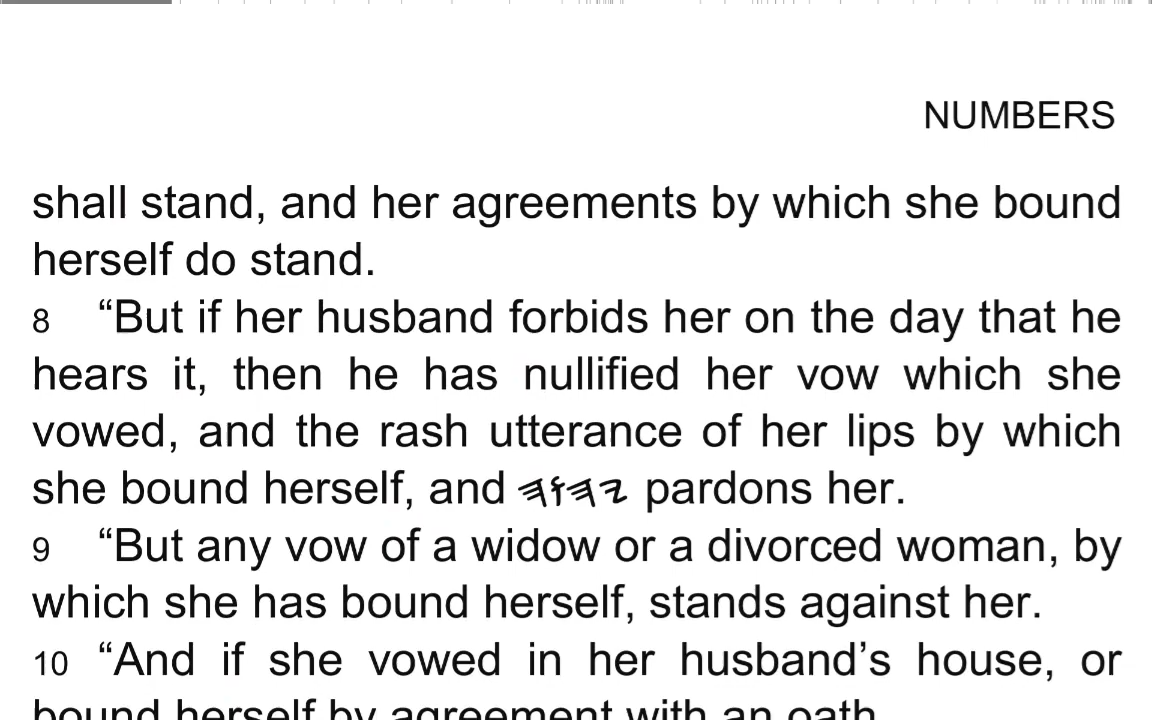 NUMBERS
shall stand, and her agreements by which she bound
herself do stand.
8 “But if her husband forbids her on the day that he
hears it, then he has nullified her vow which she
vowed, and the rash utterance of her lips by which
she bound herself, and 𐤉𐤄𐤅𐤄 pardons her.
9 “But any vow of a widow or a divorced woman, by
which she has bound herself, stands against her.
10 “And if she vowed in her husband’s house, or
bound herself by agreement with an oath